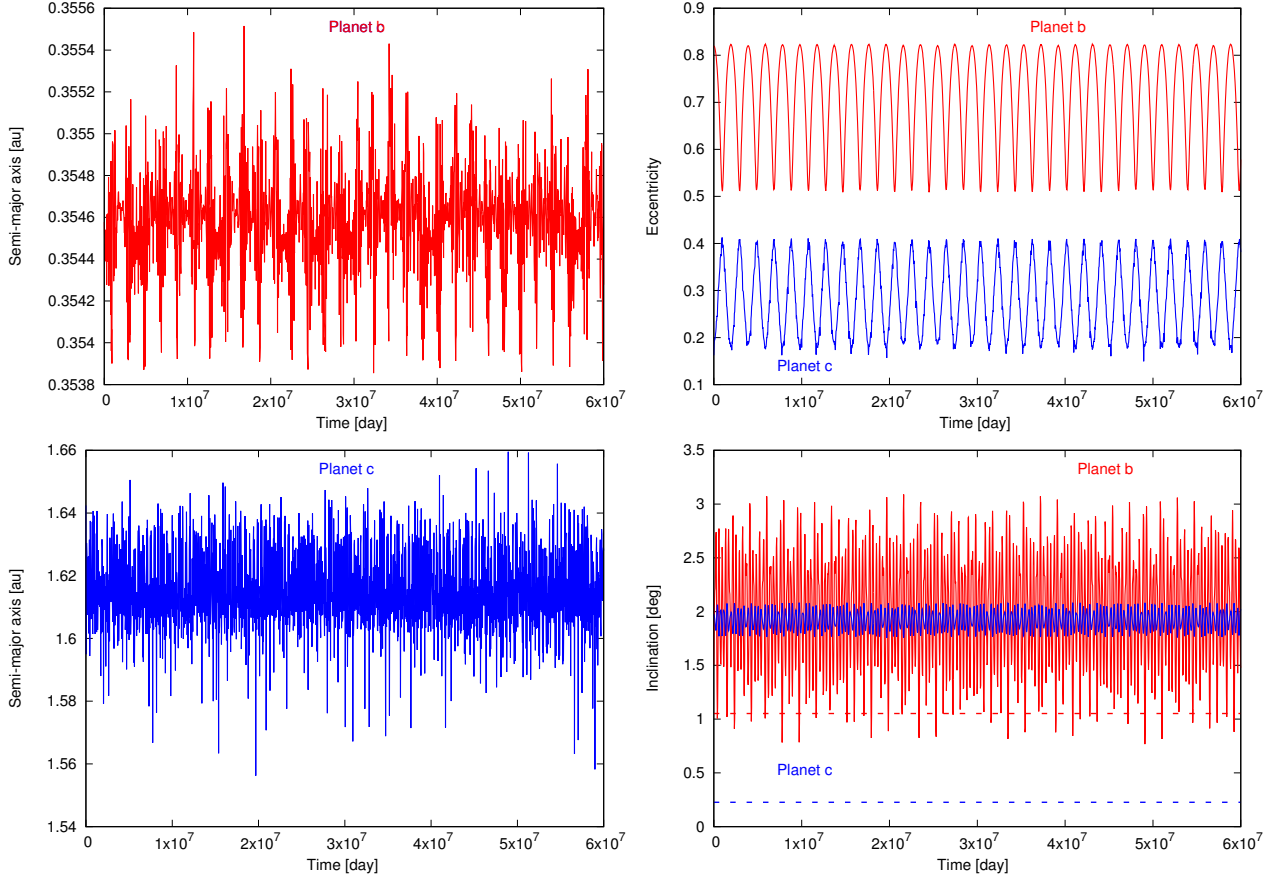 Planet b
Semi-major axis [au]
0.3556
0.3554
0.3552
0.355
0.3548
0.3546
0.3544
0.3542
0.354
0.3538
0 1x10^7 2x10^7 3x10^7 4x10^7 5x10^7 6x10^7
Time [day]
Planet b
Eccentricity
0.9
0.8
0.7
0.6
0.5
0.4
0.3
0.2
0.1
Planet c
0 1x10^7 2x10^7 3x10^7 4x10^7 5x10^7 6x10^7
Time [day]
Planet c
Semi-major axis [au]
1.66
1.64
1.62
1.6
1.58
1.56
1.54
0 1x10^7 2x10^7 3x10^7 4x10^7 5x10^7 6x10^7
Time [day]
Planet b
Inclination [deg]
3.5
3
2.5
2
1.5
1
0.5
0
Planet c
0 1x10^7 2x10^7 3x10^7 4x10^7 5x10^7 6x10^7
Time [day]